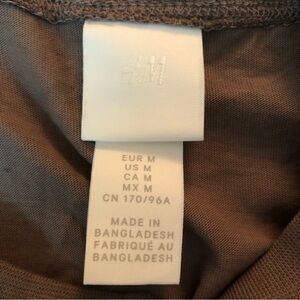 H&M
EUR M
US M
CA M
MX M
CN 170/96A
MADE IN
BANGLADESH
FABRIQUÉ AU
BANGLADESH